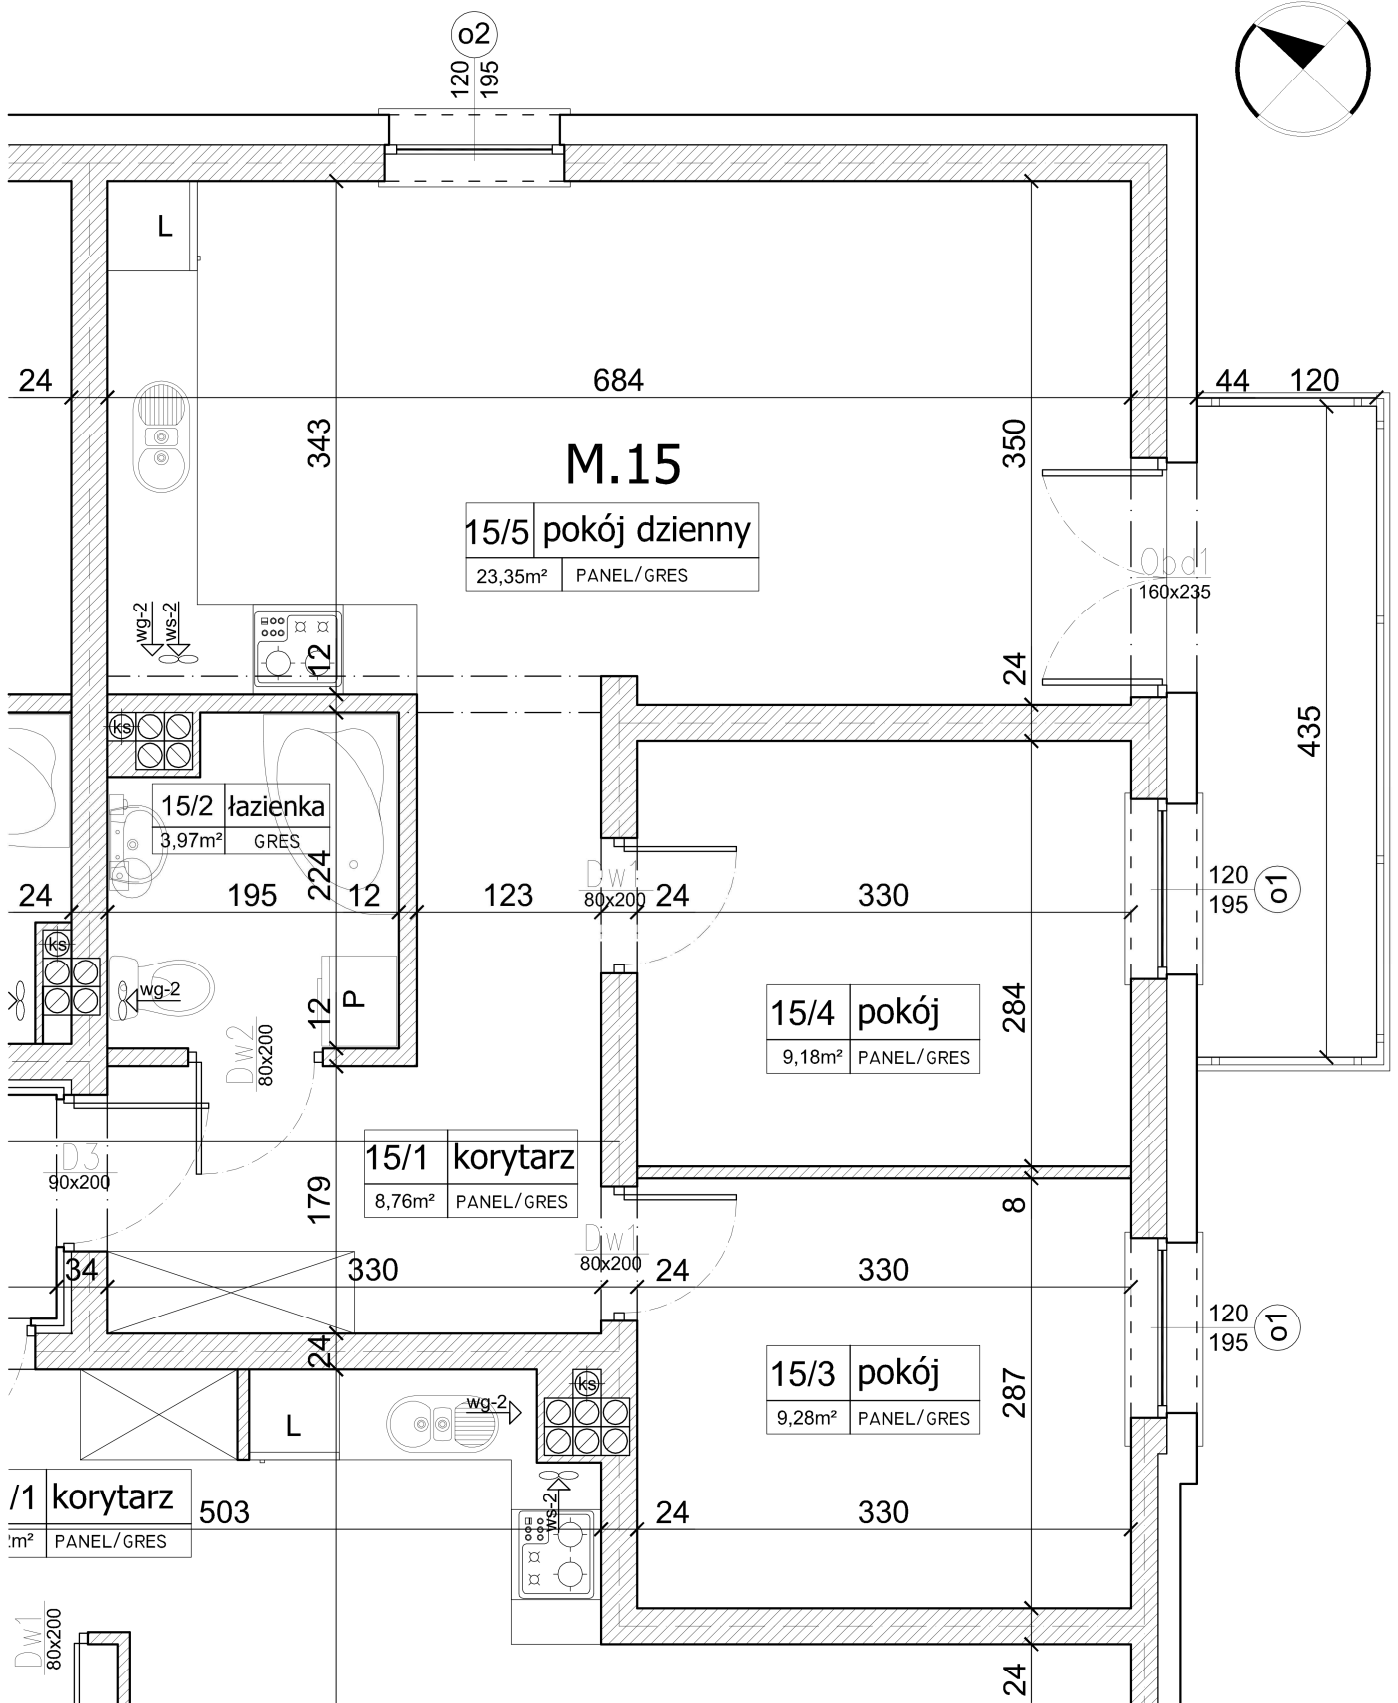 o2
120
195
L
24
684
44
120
343
350
M.15
15/5 pokój dzienny
23,35m² PANEL/GRES
Obd1
160x235
wg-2
ws-2
12
24
435
ks
15/2 łazienka
3,97m² GRES
224
Dw1
80x200
120
195
o1
24
195
12
123
24
330
ks
wg-2
P
12
Dw2
80x200
15/4 pokój
9,18m² PANEL/GRES
284
D3
90x200
15/1 korytarz
8,76m² PANEL/GRES
179
8
Dw1
80x200
34
330
24
330
120
195
o1
24
ks
15/3 pokój
9,28m² PANEL/GRES
287
wg-2
L
/1 korytarz
m² PANEL/GRES
503
ws-2
24
330
Dw1
80x200
24